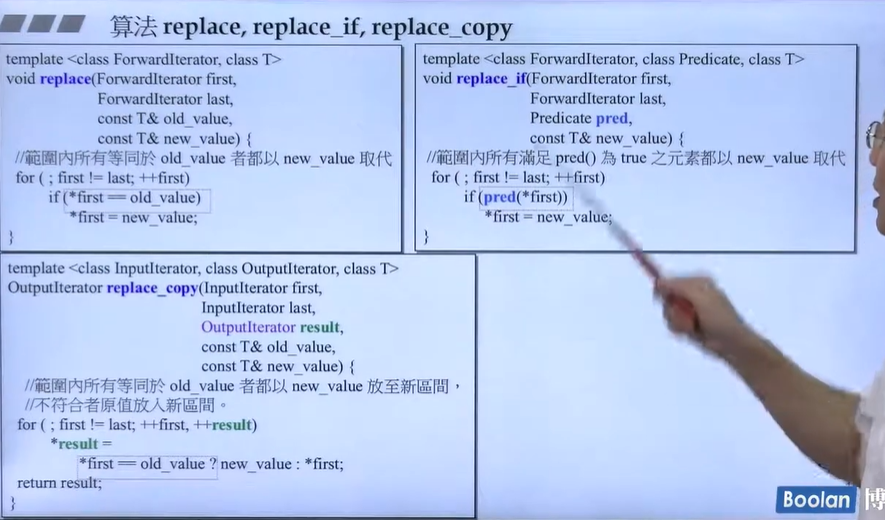 算法 replace, replace_if, replace_copy
template <class ForwardIterator, class T>
void replace(ForwardIterator first,
ForwardIterator last,
const T& old_value,
const T& new_value) {
//範圍內所有等同於 old_value 者都以 new_value 取代
for ( ; first != last; ++first)
if (*first == old_value)
*first = new_value;
}
template <class ForwardIterator, class Predicate, class T>
void replace_if(ForwardIterator first,
ForwardIterator last,
Predicate pred,
const T& new_value) {
//範圍內所有滿足 pred() 為 true 之元素都以 new_value 取代
for ( ; first != last; ++first)
if (pred(*first))
*first = new_value;
}
template <class InputIterator, class OutputIterator, class T>
OutputIterator replace_copy(InputIterator first,
InputIterator last,
OutputIterator result,
const T& old_value,
const T& new_value) {
//範圍內所有等同於 old_value 者都以 new_value 放至新區間，
//不符合者原值放入新區間。
for ( ; first != last; ++first, ++result)
*result =
*first == old_value ? new_value : *first;
return result;
}
Boolan 博